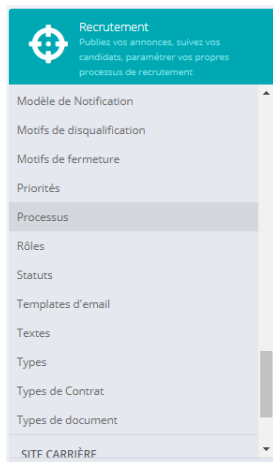 Recrutement
Publiez vos annonces, suivez vos
candidats, paramétrer vos propres
processus de recrutement
Modèle de Notification
Motifs de disqualification
Motifs de fermeture
Priorités
Processus
Rôles
Statuts
Templates d'email
Textes
Types
Types de Contrat
Types de document
SITE CARRIÈRE